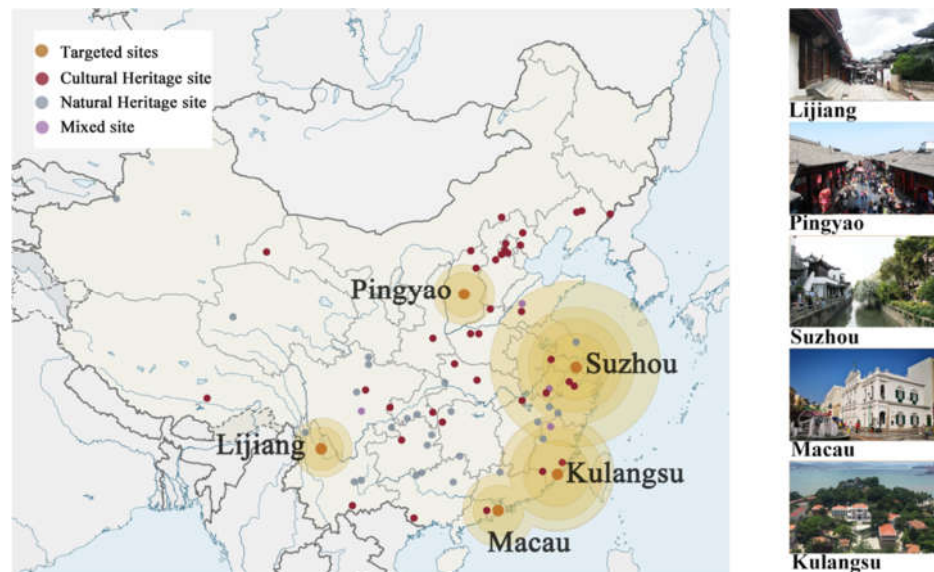 Targeted sites
Cultural Heritage site
Natural Heritage site
Mixed site
Pingyao
Suzhou
Lijiang
Kulangsu
Macau
Lijiang
Pingyao
Suzhou
Macau
Kulangsu